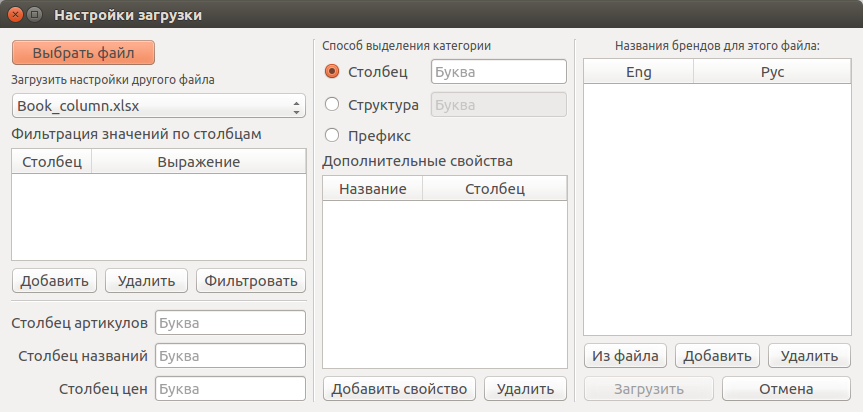 Настройки загрузки
Выбрать файл
Загрузить настройки другого файла
Book_column.xlsx
Фильтрация значений по столбцам
Столбец Выражение
Добавить Удалить Фильтровать
Столбец артикулов Буква
Столбец названий Буква
Столбец цен Буква
Способ выделения категории
Столбец Буква
Структура Буква
Префикс
Дополнительные свойства
Название Столбец
Добавить свойство Удалить
Названия брендов для этого файла:
Eng Рус
Из файла Добавить Удалить
Загрузить Отмена